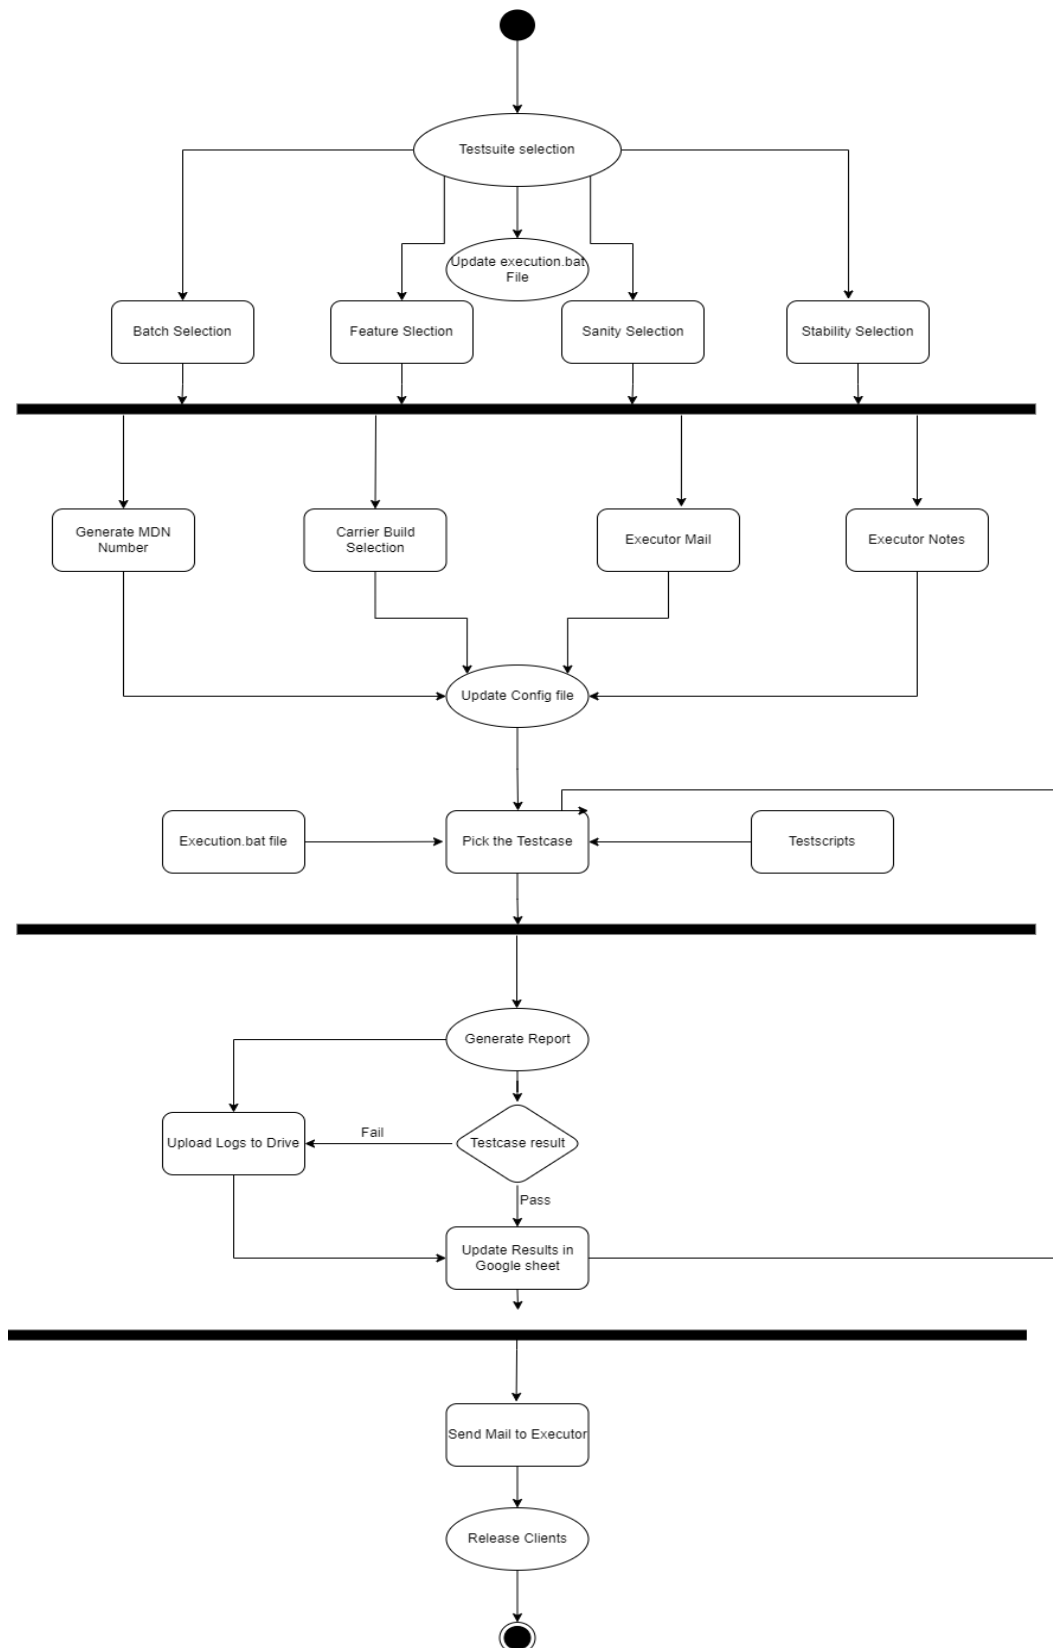 Testsuite selection
Update execution.bat
File
Batch Selection
Feature Slection
Sanity Selection
Stability Selection
Generate MDN
Number
Carrier Build
Selection
Executor Mail
Executor Notes
Update Config file
Execution.bat file
Pick the Testcase
Testscripts
Generate Report
Upload Logs to Drive
Fail
Testcase result
Pass
Update Results in
Google sheet
Send Mail to Executor
Release Clients